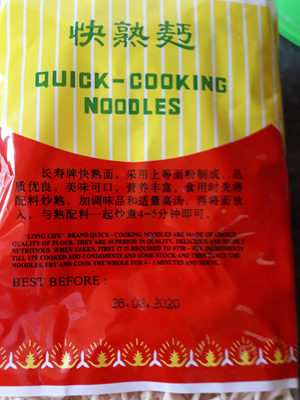 快熟麵
QUICK-COOKING
NOODLES
长寿牌快熟面，采用上等面粉制成，品
质优良，美味可口，营养丰富。食用时先将
配料炒熟，加调味品和适量高汤，再将面放
入，与熟配料一起炒煮4-5分钟即可。
"LONG LIFE" BRAND QUICK-COOKING NOODLES ARE MADE OF CHOICE
QUALITY OF FLOUR, THEY ARE SUPERIOR IN QUALITY, DELICIOUS AND HIGHLY
NUTRITIOUS. WHEN TAKEN, FIRST IT IS REQUIRED TO STIR-FRY INGREDIENTS
TILL ITS COOKED ADD CONDIMENTS AND SOME STOCK AND THEN THE
NOODLES, FRY AND COOK THE WHOLE FOR 4-5 MINUTES AND SERVE.
BEST BEFORE:
26.02.2020